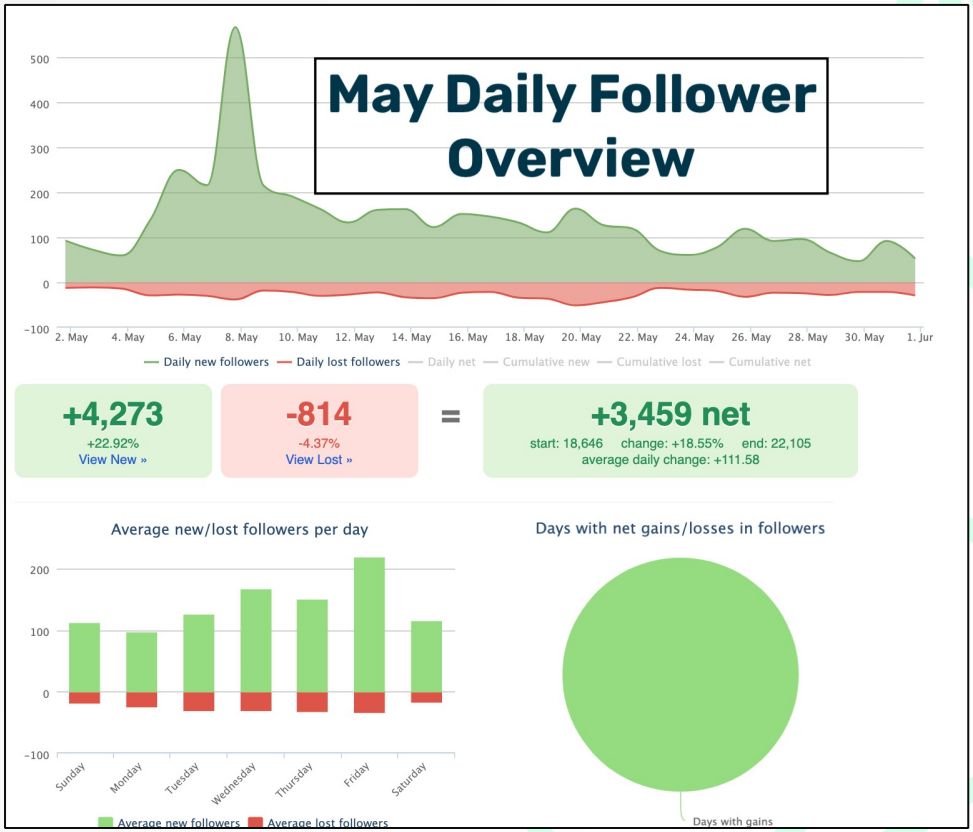 May Daily Follower
Overview
500
400
300
200
100
0
-100
2. May 4. May 6. May 8. May 10. May 12. May 14. May 16. May 18. May 20. May 22. May 24. May 26. May 28. May 30. May 1. Jun
Daily new followers Daily lost followers Daily net Cumulative new Cumulative lost Cumulative net
+4,273
+22.92%
View New »
-814
-4.37%
View Lost »
=
+3,459 net
start: 18,646 change: +18.55% end: 22,105
average daily change: +111.58
Average new/lost followers per day
200
100
0
-100
Sunday Monday Tuesday Wednesday Thursday Friday Saturday
Average new followers Average lost followers
Days with net gains/losses in followers
Days with gains